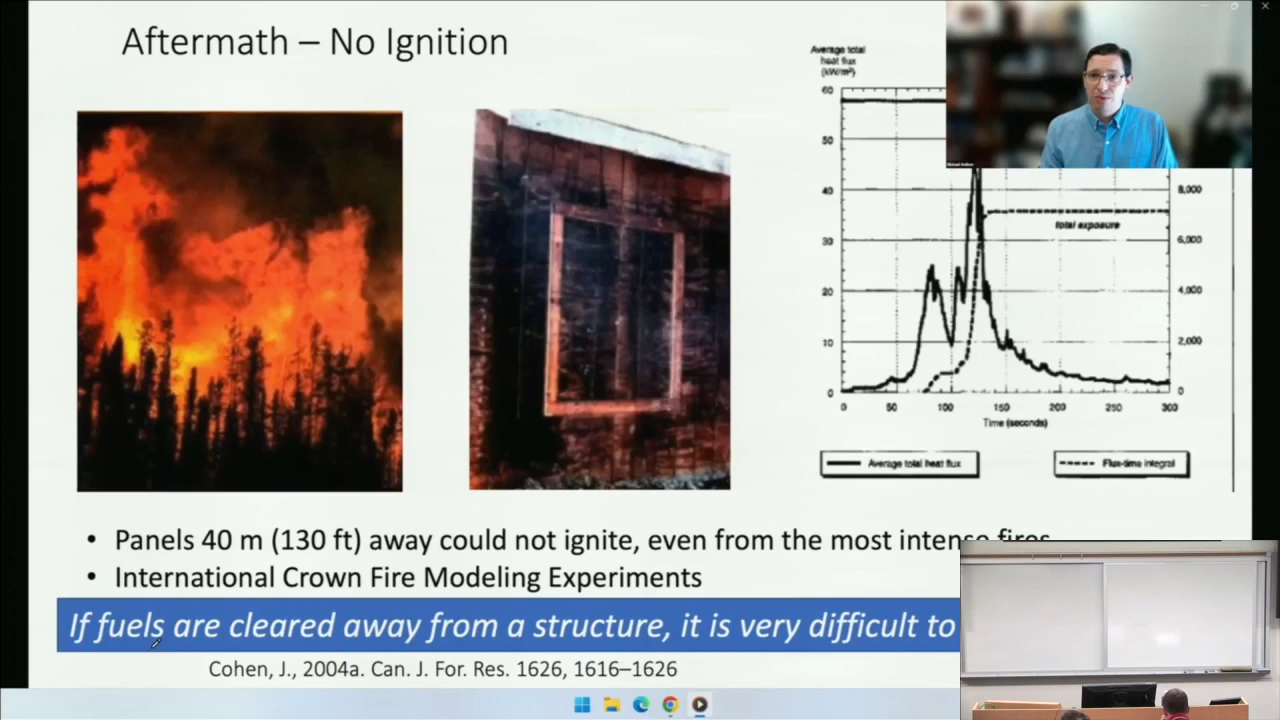 Aftermath – No Ignition
Average total
heat flux
(kW/m²)
60
50
40
30
20
10
0
8,000
6,000
4,000
2,000
0
total exposure
0 50 100 150 200 250 300
Time (seconds)
Average total heat flux
Flux-time integral
• Panels 40 m (130 ft) away could not ignite, even from the most intense fires
• International Crown Fire Modeling Experiments
If fuels are cleared away from a structure, it is very difficult to
Cohen, J., 2004a. Can. J. For. Res. 1626, 1616–1626